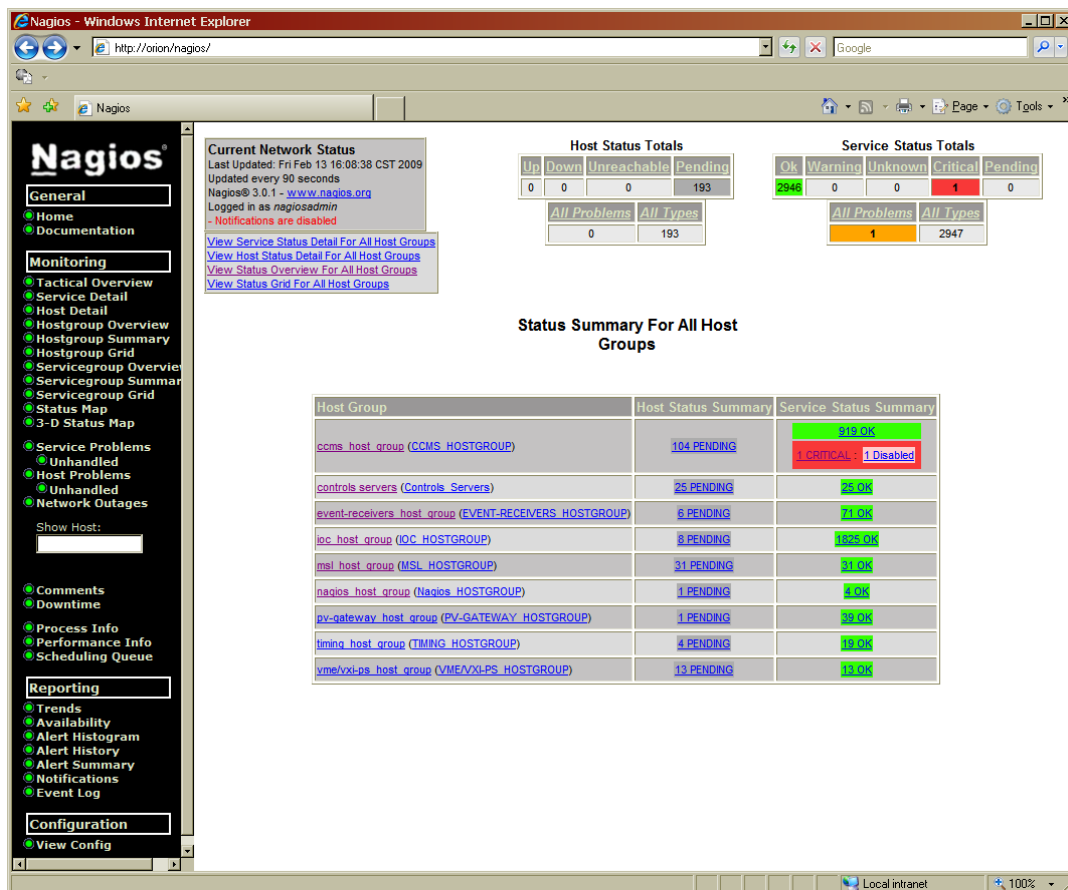 Nagios - Windows Internet Explorer
http://orion/nagios/
Google
Nagios
Page
Tools
Nagios®
General
Home
Documentation
Monitoring
Tactical Overview
Service Detail
Host Detail
Hostgroup Overview
Hostgroup Summary
Hostgroup Grid
Servicegroup Overvie
Servicegroup Summar
Servicegroup Grid
Status Map
3-D Status Map
Service Problems
Unhandled
Host Problems
Unhandled
Network Outages
Show Host:
Comments
Downtime
Process Info
Performance Info
Scheduling Queue
Reporting
Trends
Availability
Alert Histogram
Alert History
Alert Summary
Notifications
Event Log
Configuration
View Config
Current Network Status
Last Updated: Fri Feb 13 16:08:38 CST 2009
Updated every 90 seconds
Nagios® 3.0.1 - www.nagios.org
Logged in as nagiosadmin
- Notifications are disabled
View Service Status Detail For All Host Groups
View Host Status Detail For All Host Groups
View Status Overview For All Host Groups
View Status Grid For All Host Groups
Host Status Totals
Up Down Unreachable Pending
0 0 0 193
All Problems All Types
0 193
Service Status Totals
Ok Warning Unknown Critical Pending
2946 0 0 1 0
All Problems All Types
1 2947
Status Summary For All Host
Groups
Host Group Host Status Summary Service Status Summary
ccms_host_group (CCMS_HOSTGROUP) 104 PENDING 919 OK
1 CRITICAL : 1 Disabled
controls servers (Controls_Servers) 25 PENDING 25 OK
event-receivers_host_group (EVENT-RECEIVERS_HOSTGROUP) 6 PENDING 71 OK
ioc_host_group (IOC_HOSTGROUP) 8 PENDING 1825 OK
msl_host_group (MSL_HOSTGROUP) 31 PENDING 31 OK
nagios_host_group (Nagios_HOSTGROUP) 1 PENDING 4 OK
pv-gateway_host_group (PV-GATEWAY_HOSTGROUP) 1 PENDING 39 OK
timing_host_group (TIMING_HOSTGROUP) 4 PENDING 19 OK
vme/vxi-ps_host_group (VME/VXI-PS_HOSTGROUP) 13 PENDING 13 OK
Local intranet
100%